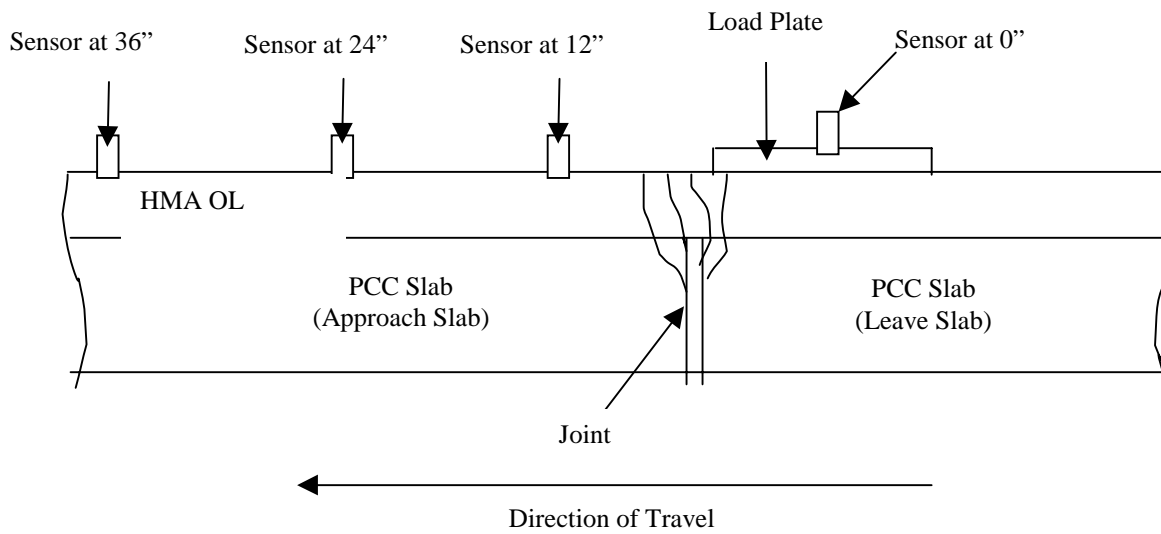 Load Plate
Sensor at 36”
Sensor at 24”
Sensor at 12”
Sensor at 0”
HMA OL
PCC Slab
(Approach Slab)
PCC Slab
(Leave Slab)
Joint
Direction of Travel